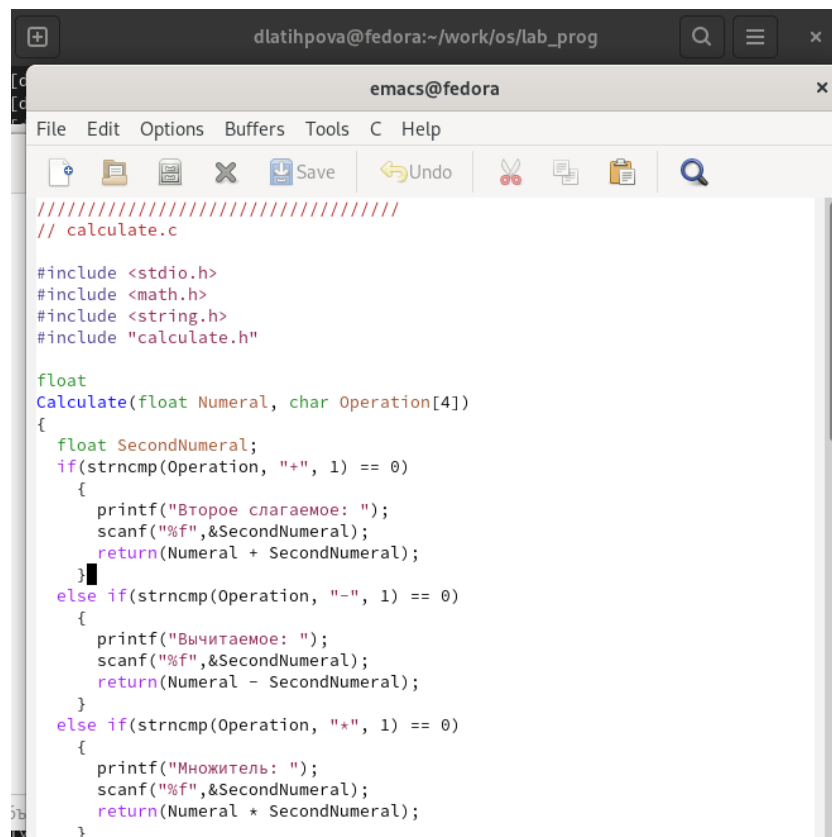 dlatihpova@fedora:~/work/os/lab_prog
emacs@fedora
File Edit Options Buffers Tools C Help
Save Undo
////////////////////////////////////
// calculate.c
#include <stdio.h>
#include <math.h>
#include <string.h>
#include "calculate.h"
float
Calculate(float Numeral, char Operation[4])
{
float SecondNumeral;
if(strncmp(Operation, "+", 1) == 0)
{
printf("Второе слагаемое: ");
scanf("%f",&SecondNumeral);
return(Numeral + SecondNumeral);
}
else if(strncmp(Operation, "-", 1) == 0)
{
printf("Вычитаемое: ");
scanf("%f",&SecondNumeral);
return(Numeral - SecondNumeral);
}
else if(strncmp(Operation, "*", 1) == 0)
{
printf("Множитель: ");
scanf("%f",&SecondNumeral);
return(Numeral * SecondNumeral);
}